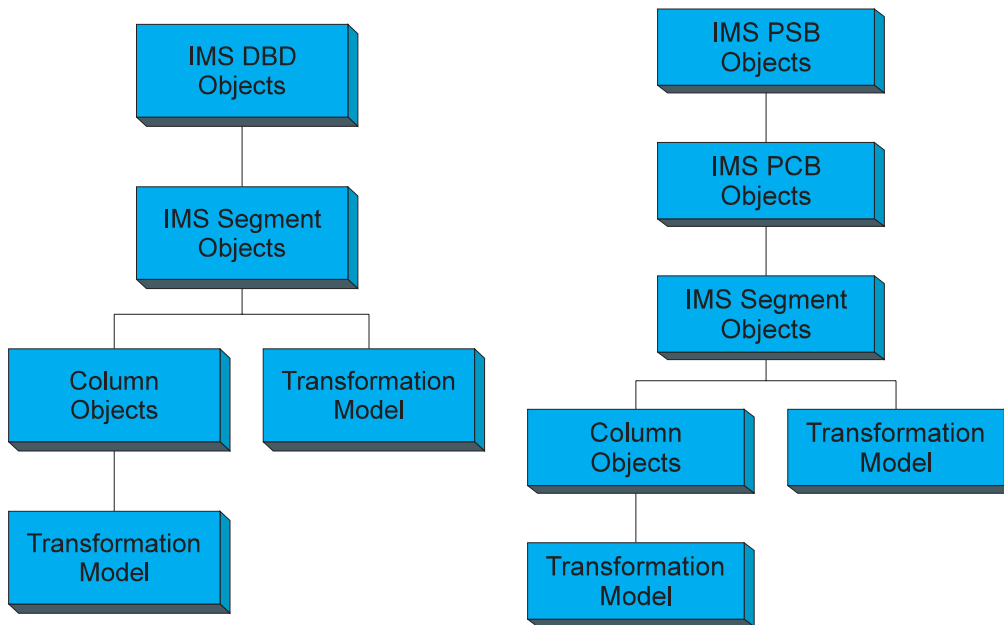 IMS DBD
Objects
IMS Segment
Objects
Column
Objects
Transformation
Model
Transformation
Model
IMS PSB
Objects
IMS PCB
Objects
IMS Segment
Objects
Column
Objects
Transformation
Model
Transformation
Model